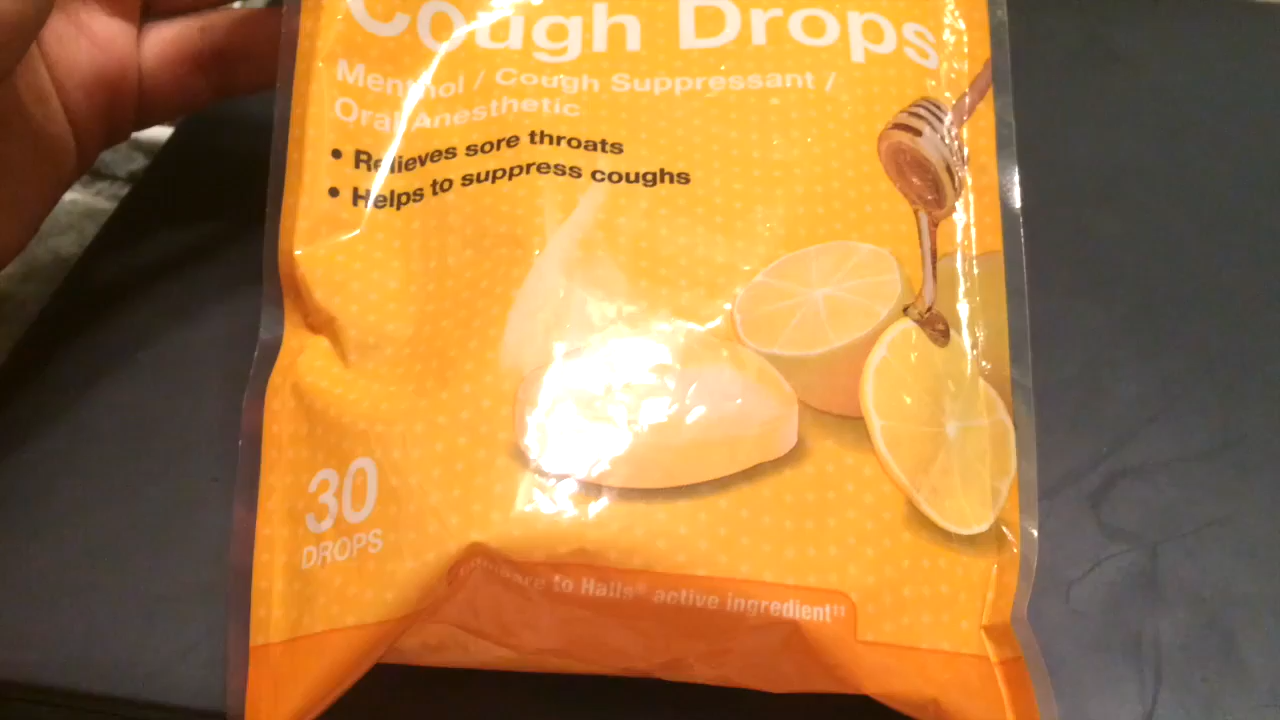 Cough Drops
Menthol / Cough Suppressant /
Oral Anesthetic
• Relieves sore throats
• Helps to suppress coughs
30
DROPS
Compare to Halls® active ingredient††